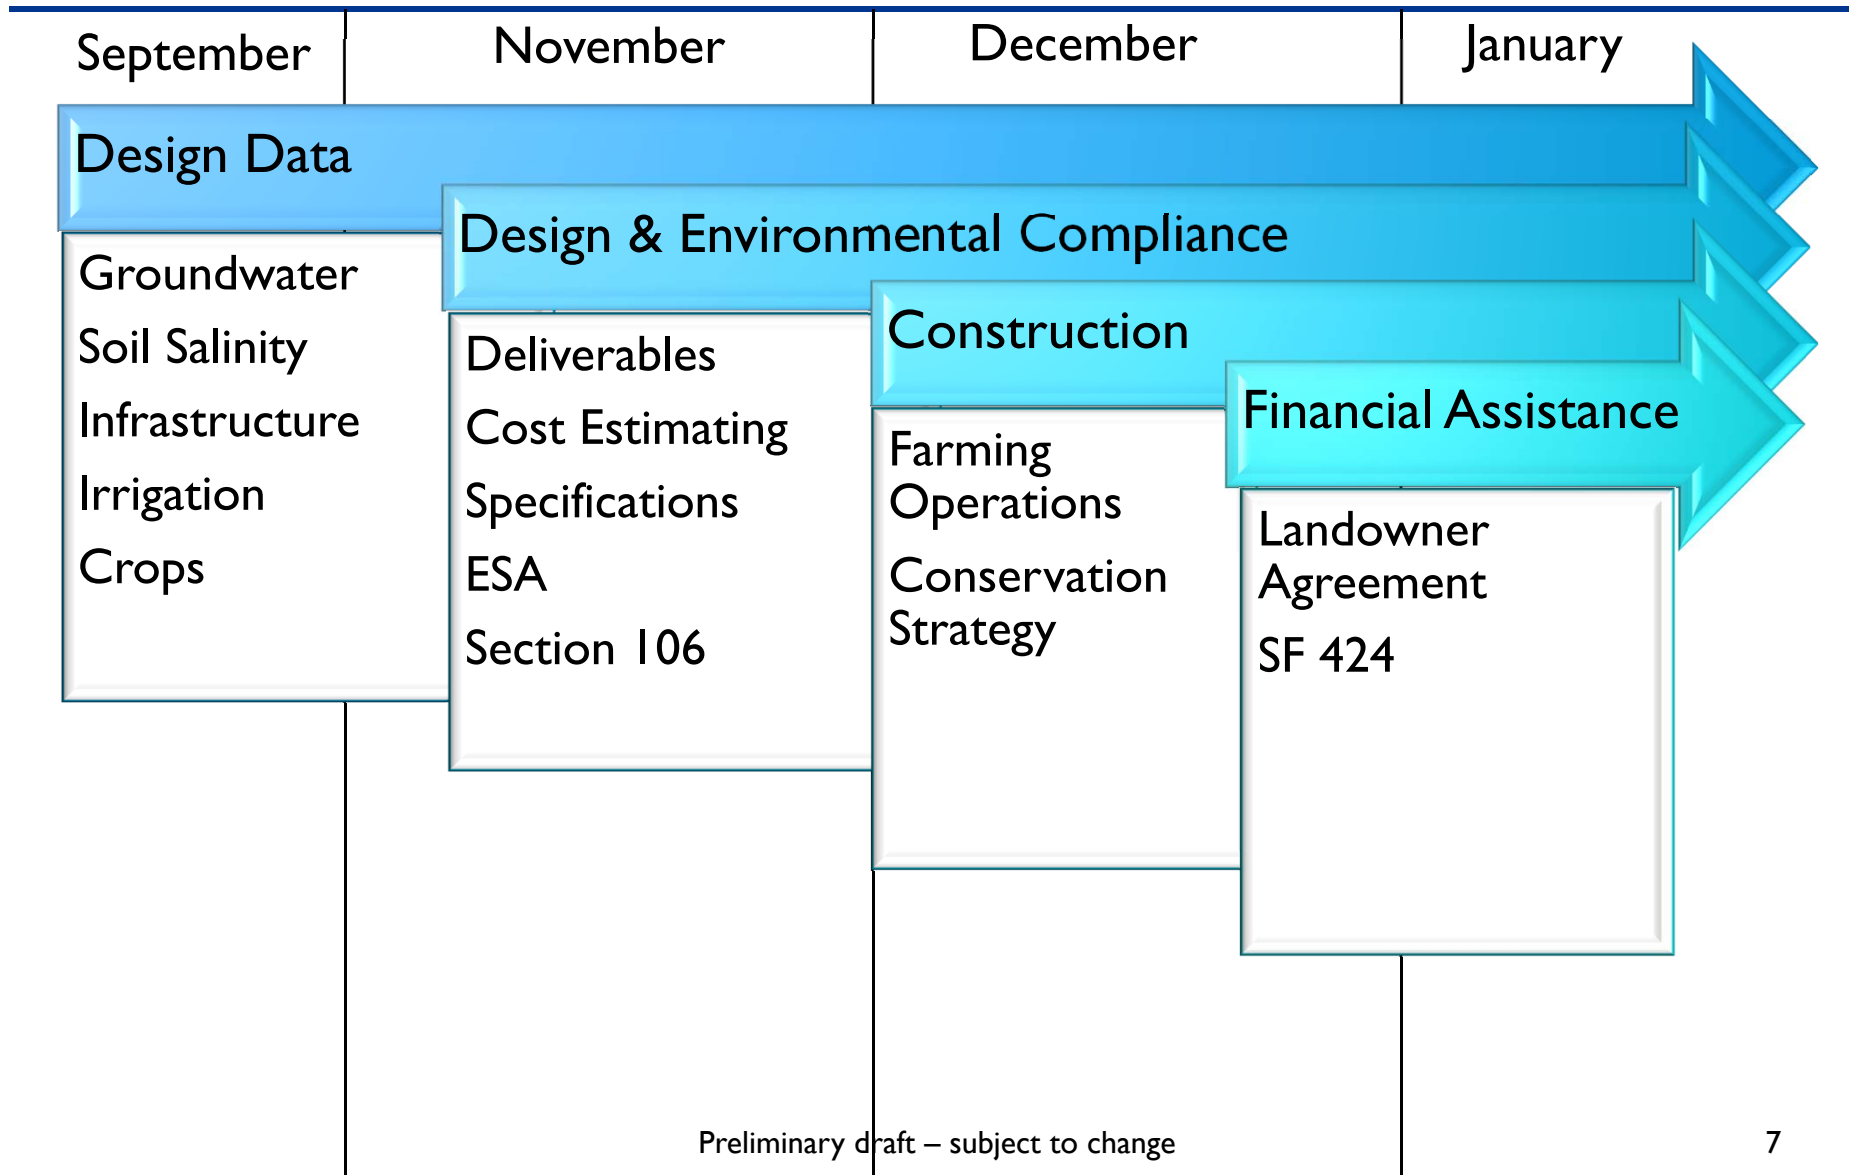 September
November
December
January
Design Data
Groundwater
Soil Salinity
Infrastructure
Irrigation
Crops
Design & Environmental Compliance
Deliverables
Cost Estimating
Specifications
ESA
Section 106
Construction
Farming
Operations
Conservation
Strategy
Financial Assistance
Landowner
Agreement
SF 424
Preliminary draft – subject to change
7